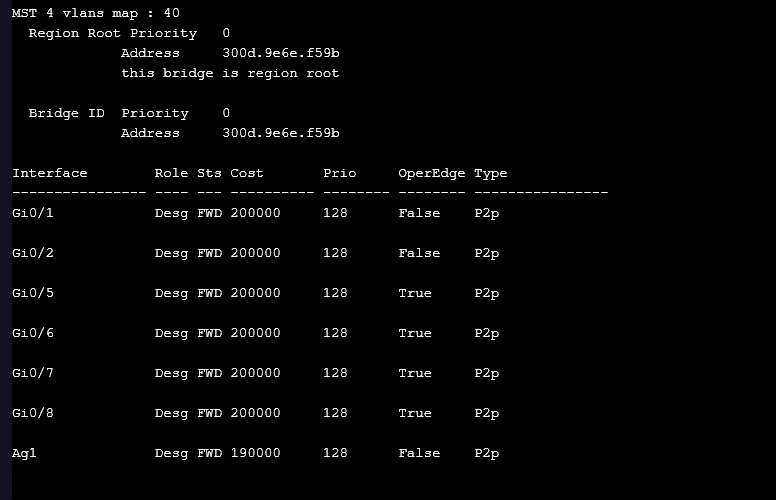 MST 4 vlans map : 40
  Region Root Priority   0
             Address     300d.9e6e.f59b
             this bridge is region root

  Bridge ID  Priority    0
             Address     300d.9e6e.f59b

Interface        Role Sts Cost       Prio     OperEdge Type
---------------- ---- --- ---------- -------- -------- ----------------
Gi0/1            Desg FWD 200000     128      False    P2p

Gi0/2            Desg FWD 200000     128      False    P2p

Gi0/5            Desg FWD 200000     128      True     P2p

Gi0/6            Desg FWD 200000     128      True     P2p

Gi0/7            Desg FWD 200000     128      True     P2p

Gi0/8            Desg FWD 200000     128      True     P2p

Ag1              Desg FWD 190000     128      False    P2p